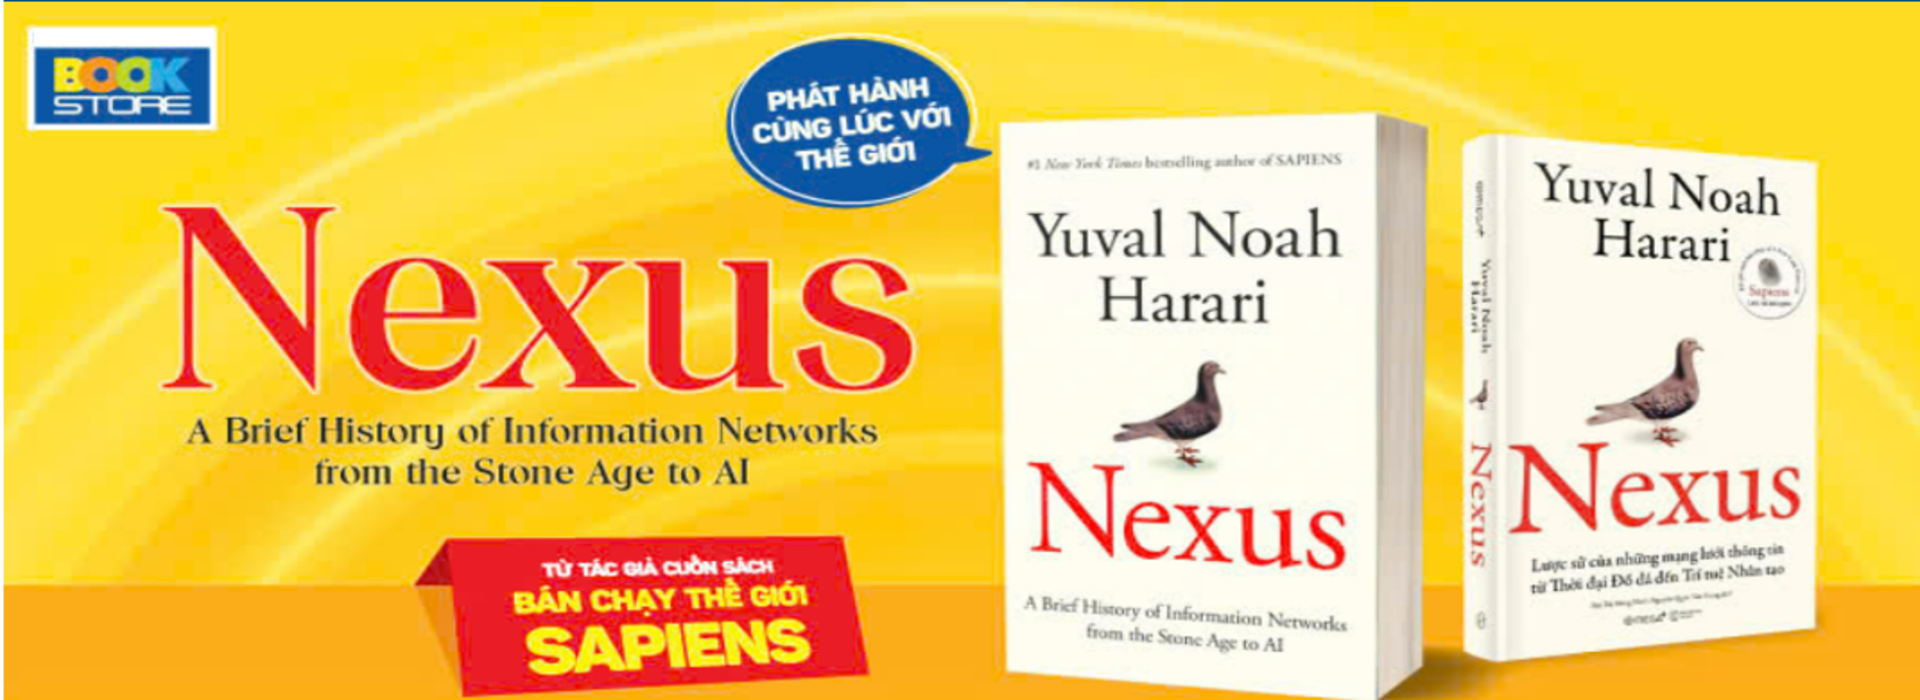 BOOK
STORE
PHÁT HÀNH
CÙNG LÚC VỚI
THẾ GIỚI
Nexus
A Brief History of Information Networks
from the Stone Age to AI
TỪ TÁC GIẢ CUỐN SÁCH
BÁN CHẠY THẾ GIỚI
SAPIENS
#1 New York Times bestselling author of SAPIENS
Yuval Noah
Harari
Nexus
A Brief History of Information Networks
from the Stone Age to AI
Yuval Noah
Harari
Nexus
Yuval Noah
Harari
Sapiens
Nexus
Lược sử của những mạng lưới thông tin
từ Thời đại Đồ đá đến Trí tuệ Nhân tạo